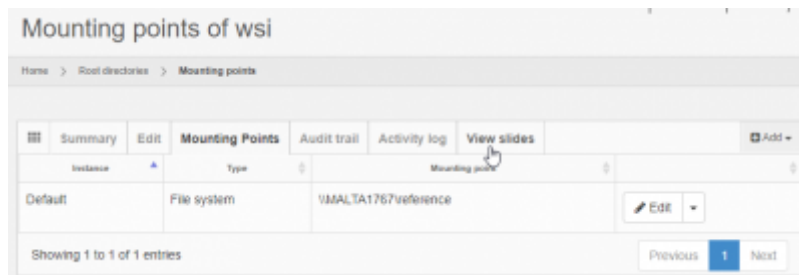 Mounting points of wsi
Home > Root directories > Mounting points
Summary Edit Mounting Points Audit trail Activity log View slides Add
Instance Type Mounting point
Default File system \\MALTA1767\reference Edit
Showing 1 to 1 of 1 entries Previous 1 Next